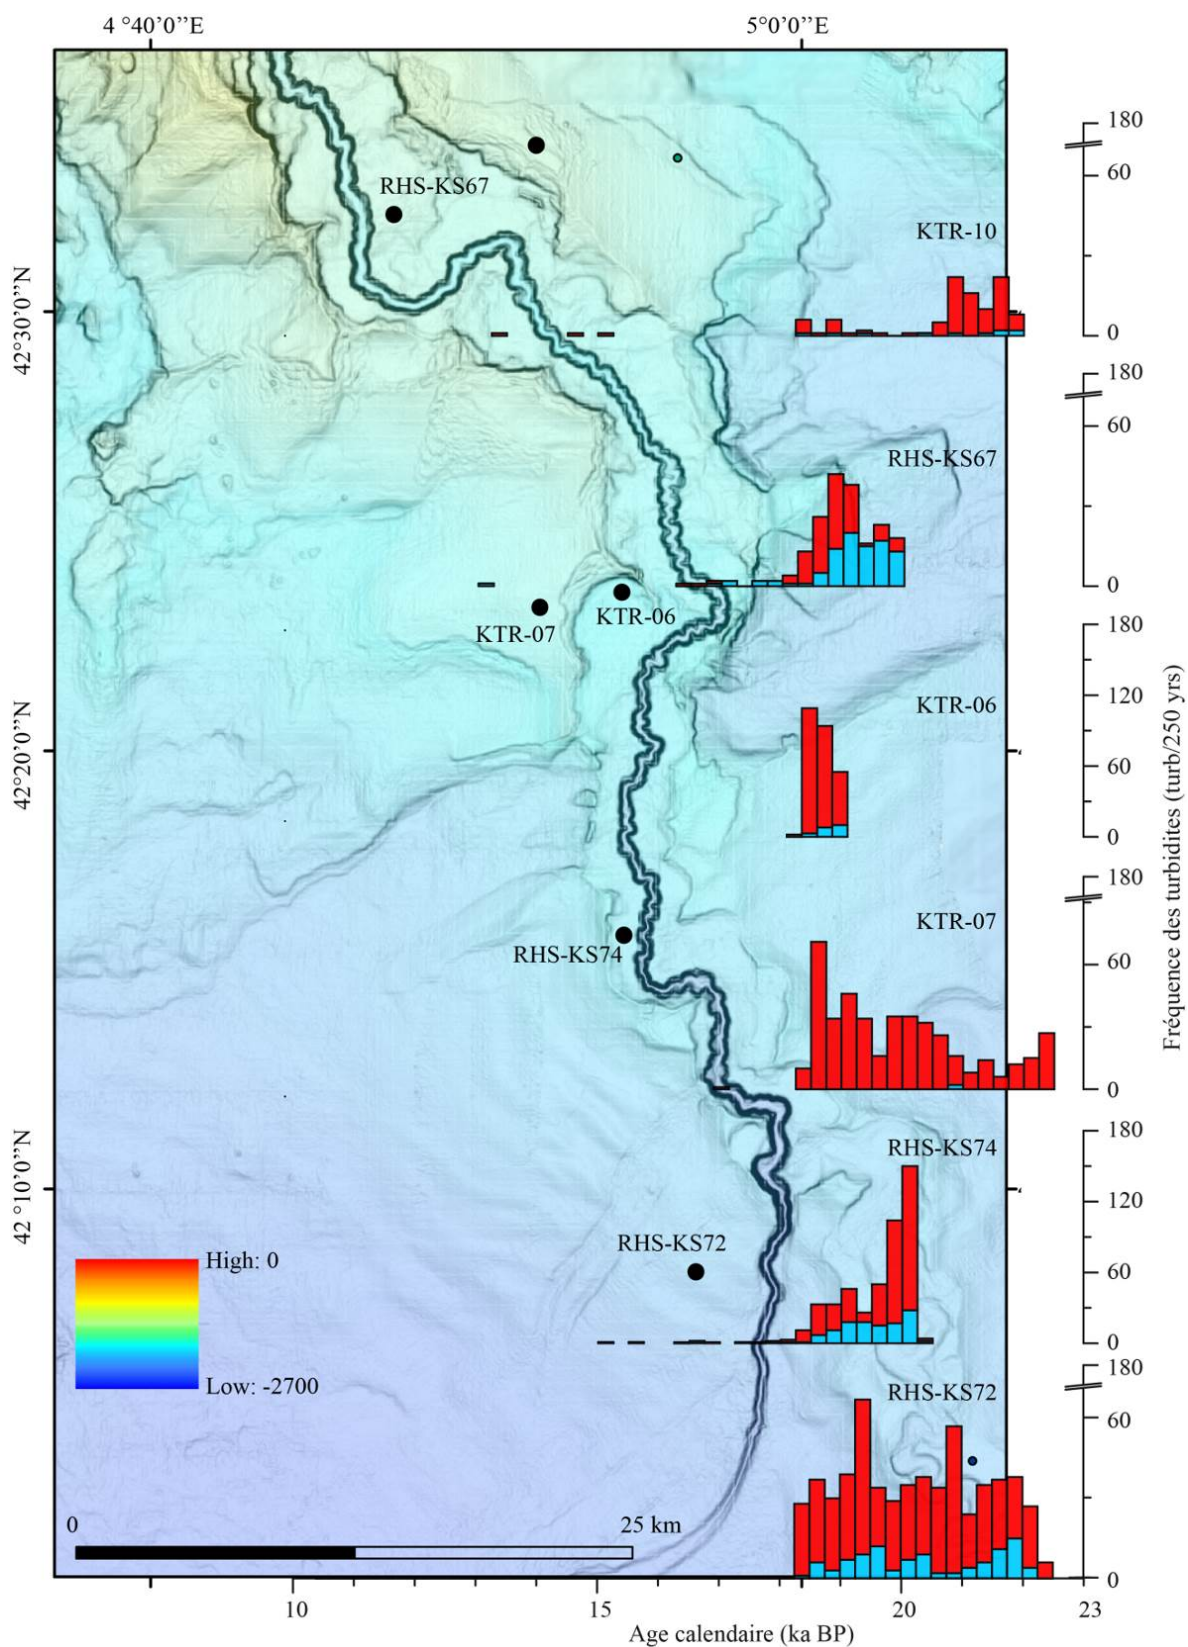 4 °40’0’’E
5°0’0’’E
180
60
RHS-KS67
KTR-10
42°30’0’’N
0
180
60
RHS-KS67
0
KTR-06
KTR-07
180
120
KTR-06
42°20’0’’N
60
0
180
KTR-07
RHS-KS74
60
0
Fréquence des turbidites (turb/250 yrs)
180
42 °10’0’’N
RHS-KS74
120
RHS-KS72
High: 0
60
0
180
Low: -2700
RHS-KS72
60
0
25 km
0
10
15
20
23
Age calendaire (ka BP)